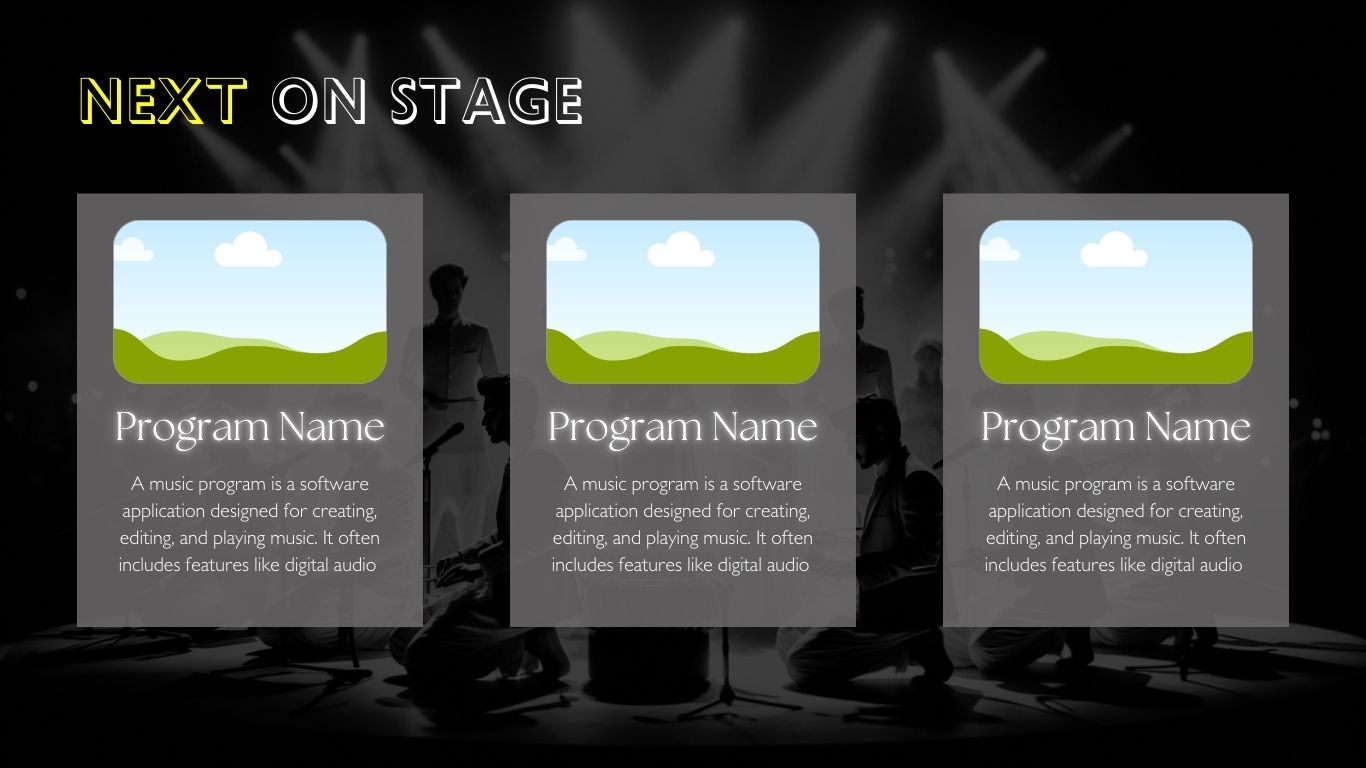 NEXT ON STAGE
Program Name
A music program is a software
application designed for creating,
editing, and playing music. It often
includes features like digital audio
Program Name
A music program is a software
application designed for creating,
editing, and playing music. It often
includes features like digital audio
Program Name
A music program is a software
application designed for creating,
editing, and playing music. It often
includes features like digital audio